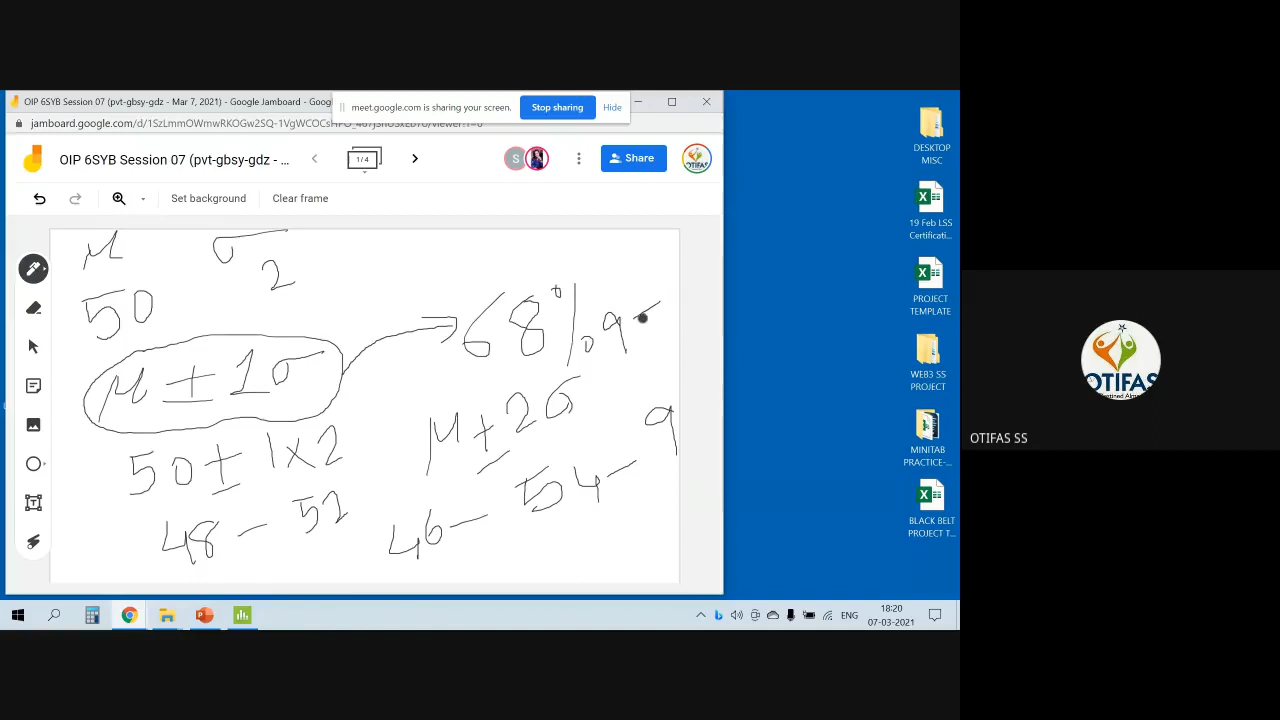 OIP 6SYB Session 07 (pvt-gbsy-gdz - Mar 7, 2021) - Google Jamboard - Goog
meet.google.com is sharing your screen.
Stop sharing
Hide
OIP 6SYB Session 07 (pvt-gbsy-gdz - ...
1/4
S
Share
Set background
Clear frame
μ σ
50 2
68% 9
μ ± 1σ
μ ± 2σ
50 ± 1×2
9
48 – 52
46 – 54 –
DESKTOP
MISC
19 Feb LSS
Certificati...
PROJECT
TEMPLATE
WEB3 SS
PROJECT
MINITAB
PRACTICE-...
BLACK BELT
PROJECT T...
OTIFAS
OTIFAS SS
ENG
18:20
07-03-2021